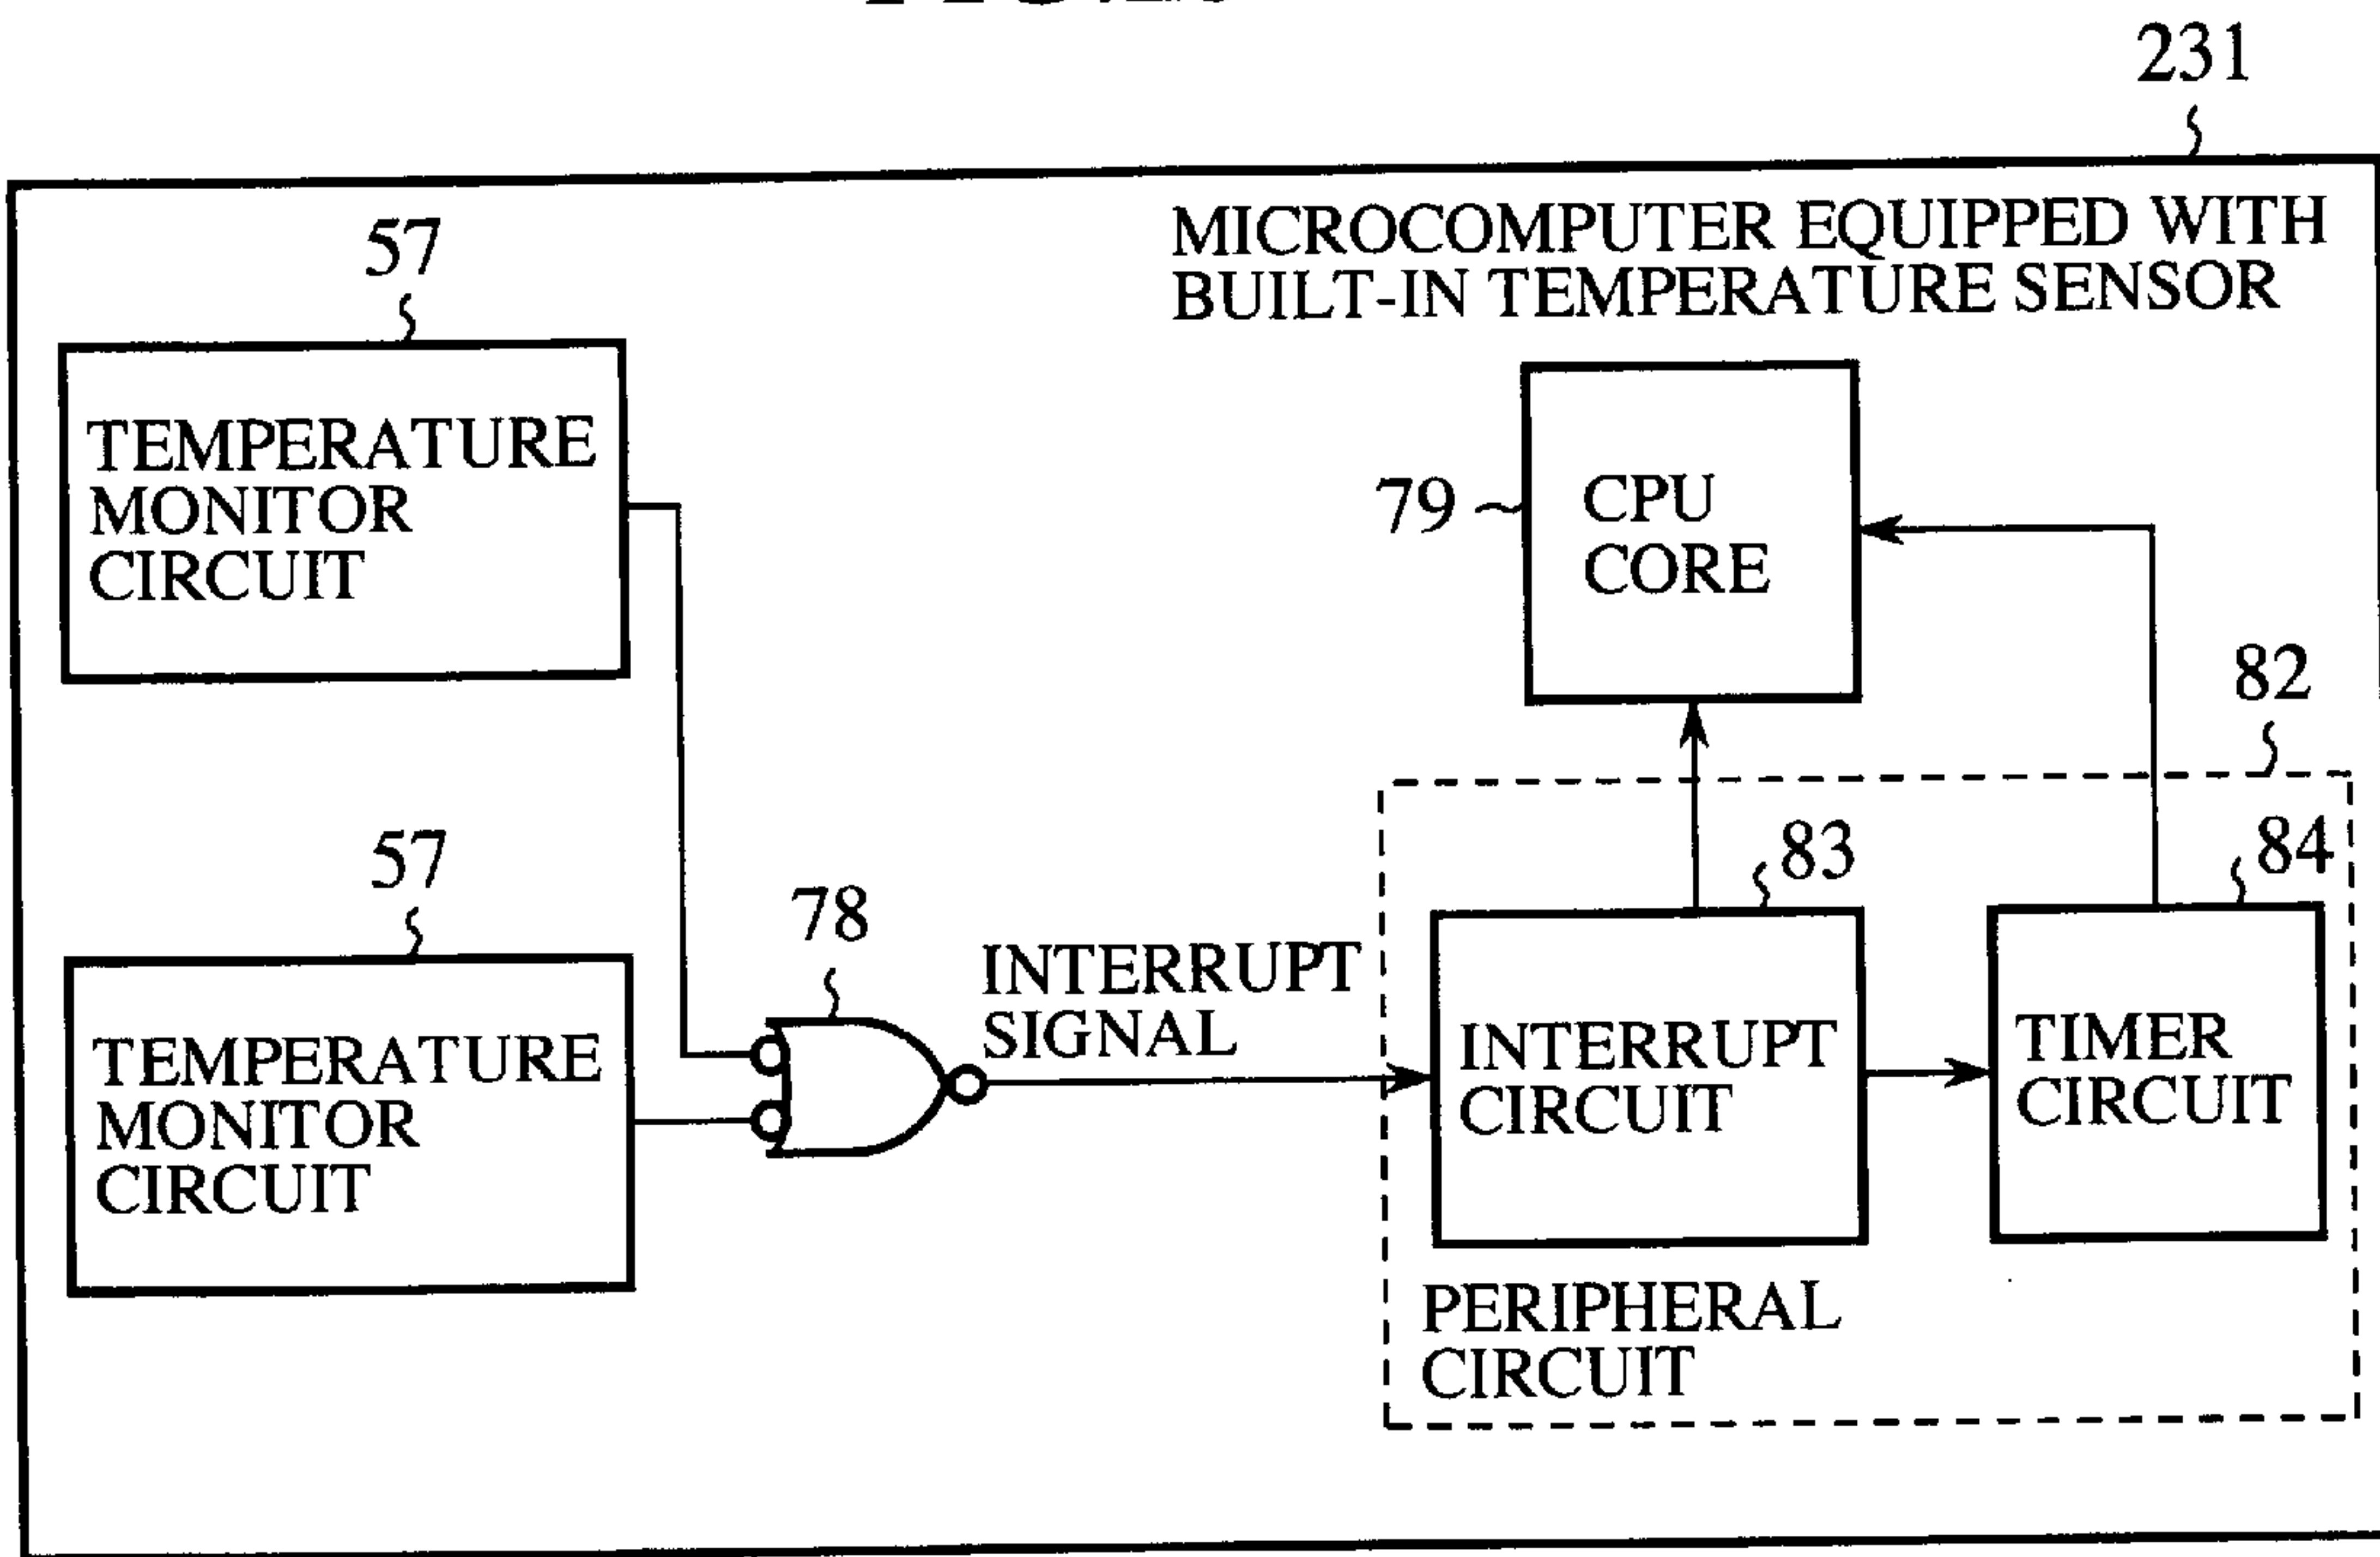 231
MICROCOMPUTER EQUIPPED WITH
BUILT-IN TEMPERATURE SENSOR
57
TEMPERATURE
MONITOR
CIRCUIT
79
CPU
CORE
82
57
TEMPERATURE
MONITOR
CIRCUIT
78
INTERRUPT
SIGNAL
83
INTERRUPT
CIRCUIT
84
TIMER
CIRCUIT
PERIPHERAL
CIRCUIT